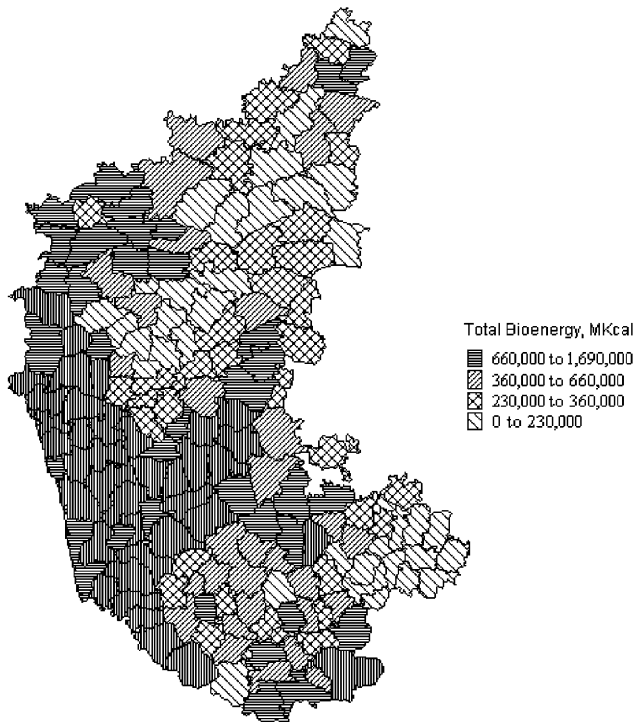 Total Bioenergy, MKcal
660,000 to 1,690,000
360,000 to 660,000
230,000 to 360,000
0 to 230,000